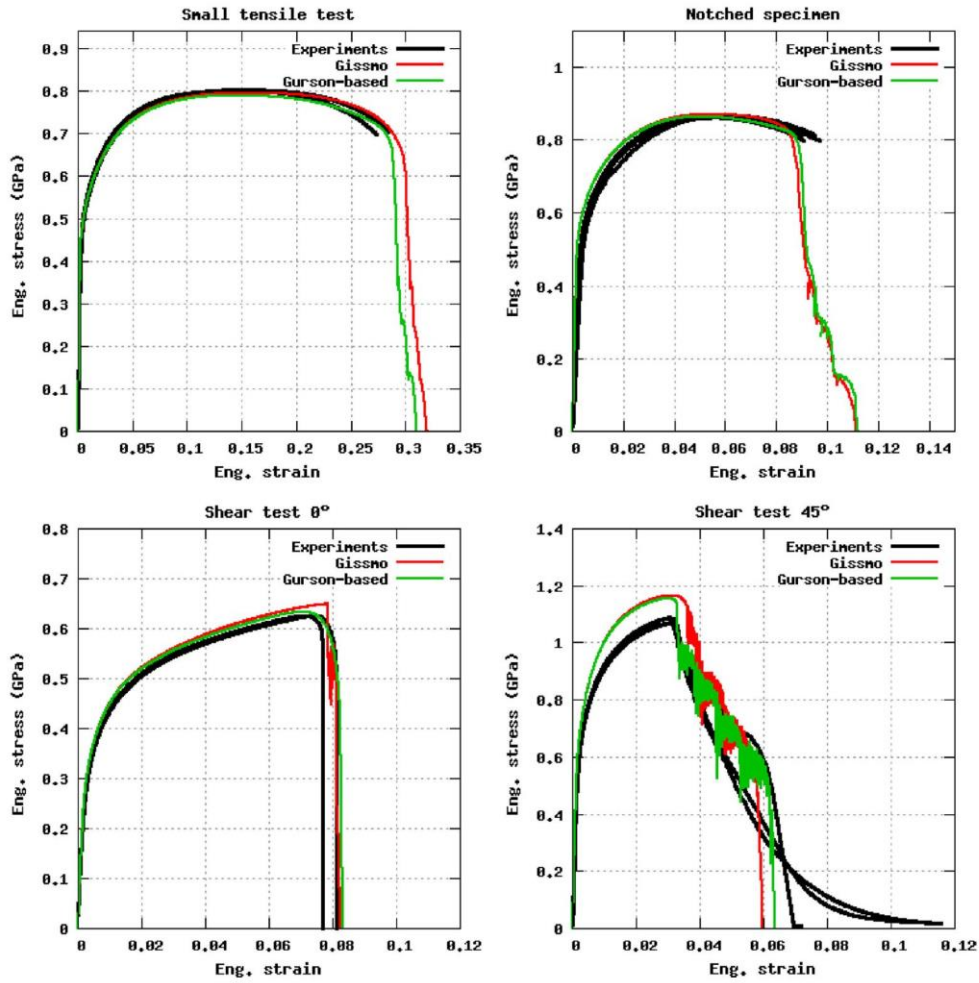 Small tensile test
Experiments
Gissmo
Gurson-based
Eng. stress (GPa)
0.9
0.8
0.7
0.6
0.5
0.4
0.3
0.2
0.1
0
0 0.05 0.1 0.15 0.2 0.25 0.3 0.35
Eng. strain
Notched specimen
Experiments
Gissmo
Gurson-based
Eng. stress (GPa)
1
0.8
0.6
0.4
0.2
0
0 0.02 0.04 0.06 0.08 0.1 0.12 0.14
Eng. strain
Shear test 0°
Experiments
Gissmo
Gurson-based
Eng. stress (GPa)
0.8
0.7
0.6
0.5
0.4
0.3
0.2
0.1
0
0 0.02 0.04 0.06 0.08 0.1 0.12
Eng. strain
Shear test 45°
Experiments
Gissmo
Gurson-based
Eng. stress (GPa)
1.4
1.2
1
0.8
0.6
0.4
0.2
0
0 0.02 0.04 0.06 0.08 0.1 0.12
Eng. strain